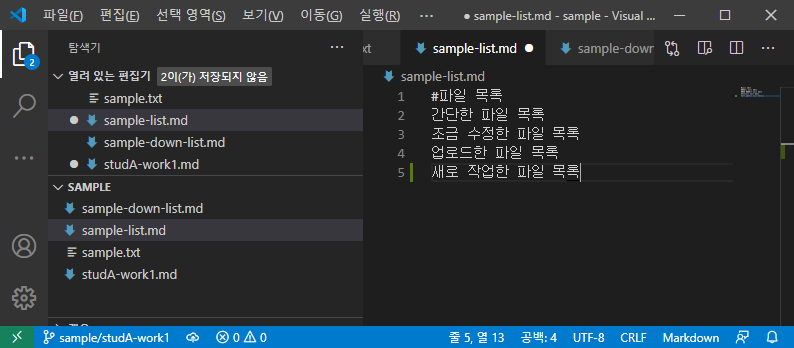 파일(F) 편집(E) 선택 영역(S) 보기(V) 이동(G) 실행(R) ··· ● sample-list.md - sample - Visual ...
탐색기 ···
열려 있는 편집기 2이(가) 저장되지 않음
sample.txt
● sample-list.md
sample-down-list.md
● studA-work1.md
SAMPLE
sample-down-list.md
sample-list.md
sample.txt
studA-work1.md
xt sample-list.md ● sample-down ···
sample-list.md
1 #파일 목록
2 간단한 파일 목록
3 조금 수정한 파일 목록
4 업로드한 파일 목록
5 새로 작업한 파일 목록
2
sample/studA-work1 0 0 줄 5, 열 13 공백: 4 UTF-8 CRLF Markdown